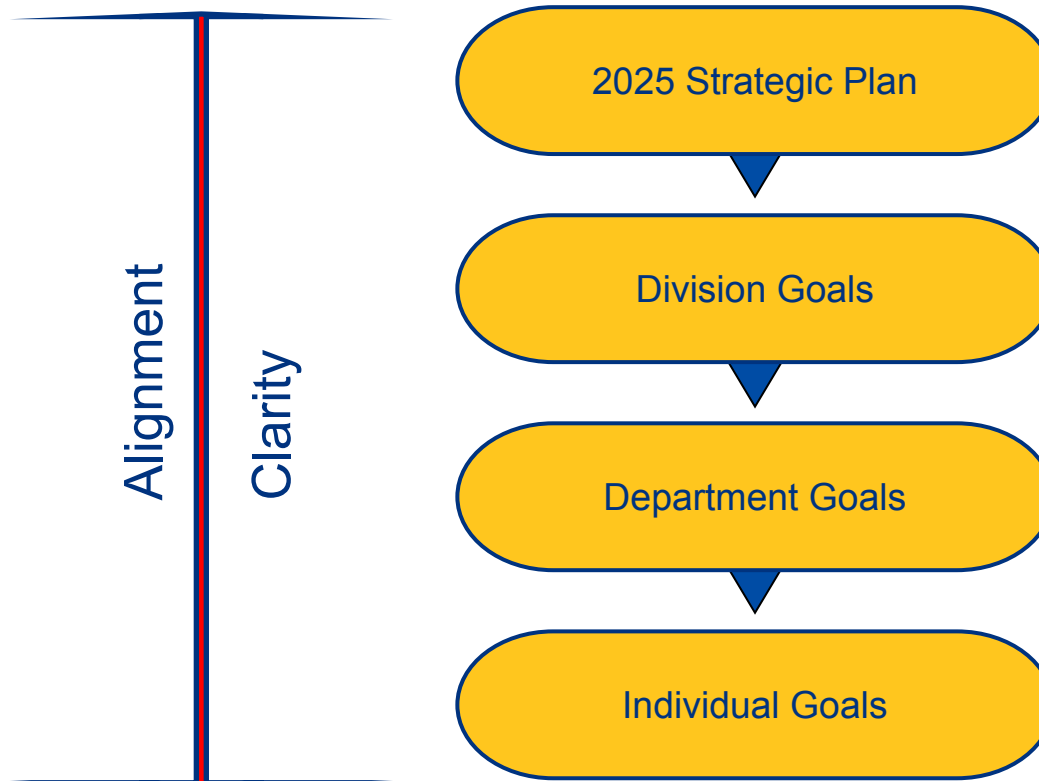 Alignment
Clarity
2025 Strategic Plan
Division Goals
Department Goals
Individual Goals